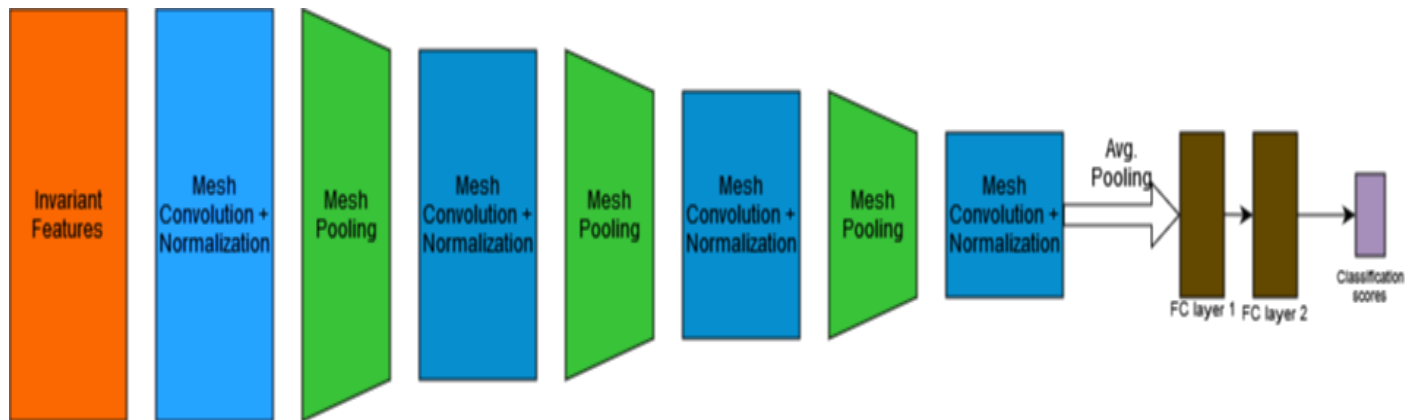 Invariant
Features
Mesh
Convolution +
Normalization
Mesh
Pooling
Mesh
Convolution +
Normalization
Mesh
Pooling
Mesh
Convolution +
Normalization
Mesh
Pooling
Mesh
Convolution +
Normalization
Avg.
Pooling
FC layer 1
FC layer 2
Classification
scores